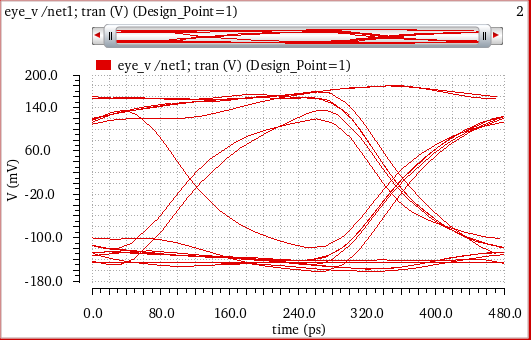 eye_v /net1; tran (V) (Design_Point=1) 2
eye_v /net1; tran (V) (Design_Point=1)
200.0
140.0
60.0
-20.0
-100.0
-180.0
V (mV)
0.0 80.0 160.0 240.0 320.0 400.0 480.0
time (ps)